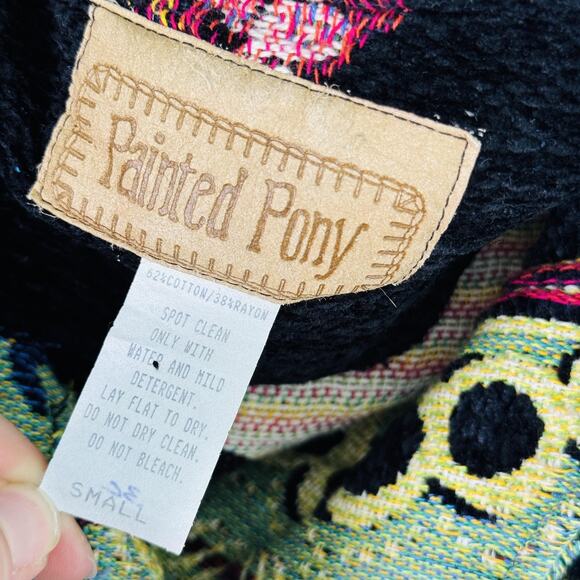 Painted Pony
62%COTTON/38%RAYON
SPOT CLEAN
ONLY WITH
WATER AND MILD
DETERGENT.
LAY FLAT TO DRY.
DO NOT DRY CLEAN.
DO NOT BLEACH.
SMALL